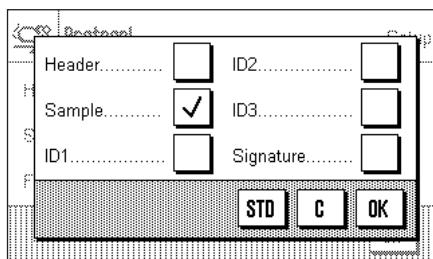 Protocol
Header............ ID2..................
Sample........... ID3..................
ID1.................. Signature.........
STD C OK